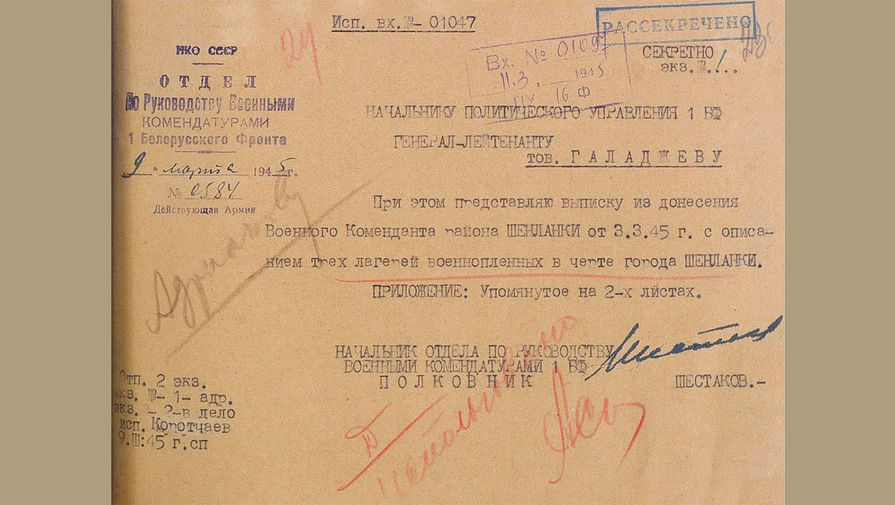 Исп. вх.№- 01047
РАССЕКРЕЧЕНО
СЕКРЕТНО
экз.№ 1...
Вх. № 01097
11.3. 1945
16 Ф
НКО СССР
ОТДЕЛ
по Руководству Военными
КОМЕНДАТУРАМИ
1 Белорусского Фронта
9 " марта 1945г.
№ 0584
Действующая Армия
НАЧАЛЬНИКУ ПОЛИТИЧЕСКОГО УПРАВЛЕНИЯ 1 БФ
ГЕНЕРАЛ-ЛЕЙТЕНАНТУ
тов. ГАЛАДЖЕВУ
При этом представляю выписку из донесения
Военного Коменданта района ШЕНЛАНКИ от 3.3.45 г. с описа-
нием трех лагерей военнопленных в черте города ШЕНЛАНКИ.
ПРИЛОЖЕНИЕ: Упомянутое на 2-х листах.
НАЧАЛЬНИК ОТДЕЛА ПО РУКОВОДСТВУ
ВОЕННЫМИ КОМЕНДАТУРАМИ 1 БФ
ПОЛКОВНИК
ШЕСТАКОВ.-
Отп. 2 экз.
экз. №- 1- адр.
экз. - 2-в дело
исп. Коротчаев
9.III:45 г.сп